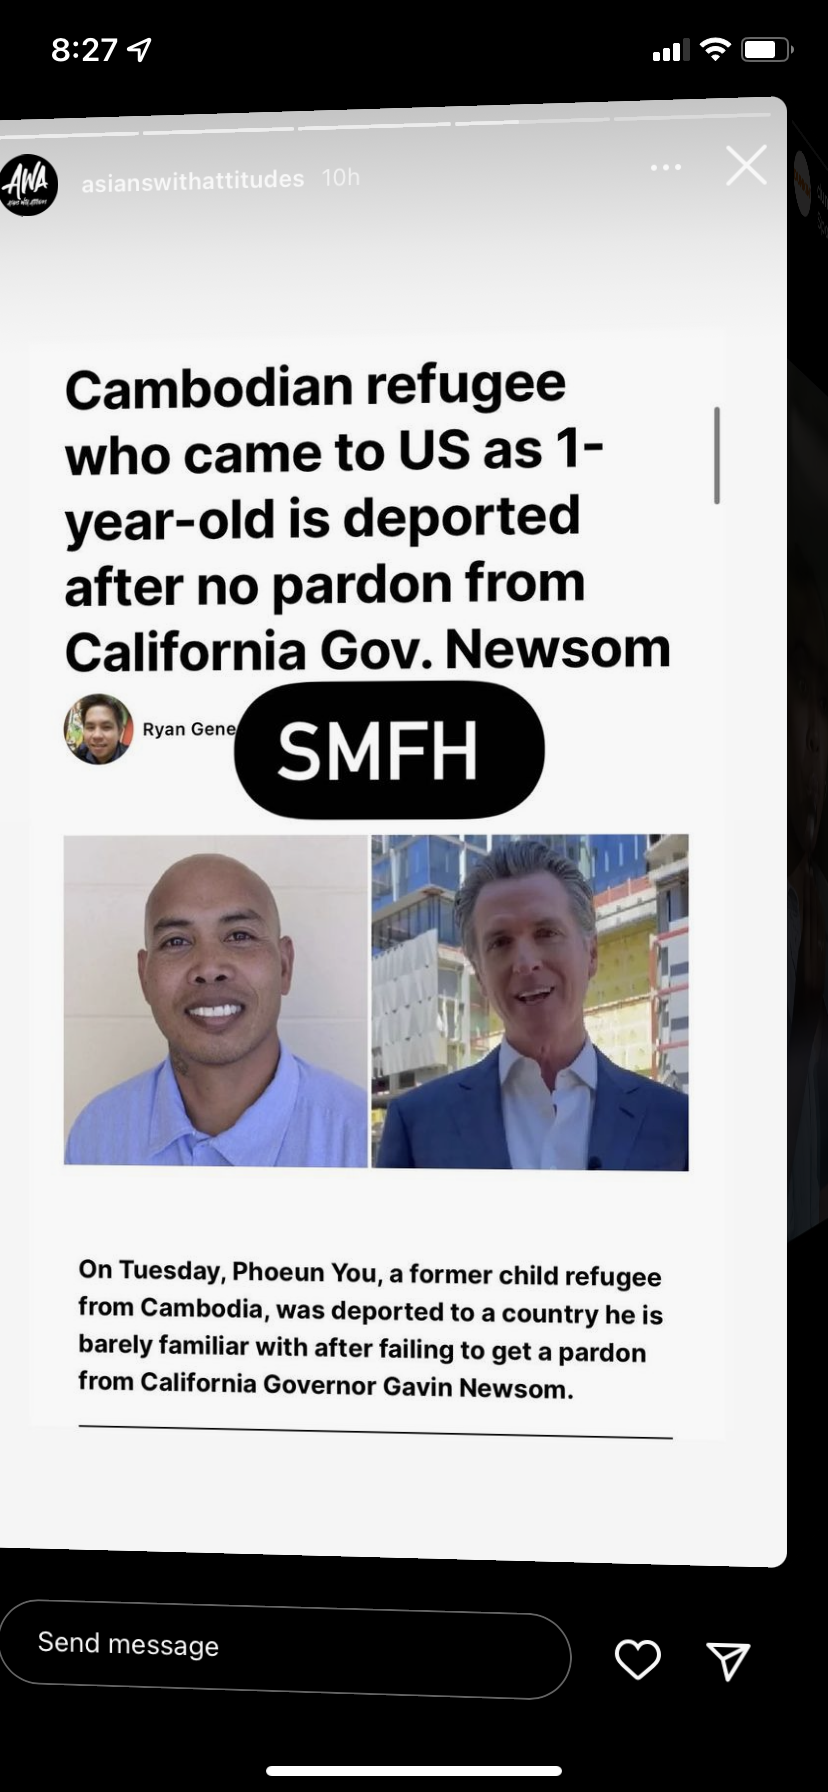 8:27
AWA
asianswithattitudes 10h
Cambodian refugee
who came to US as 1-
year-old is deported
after no pardon from
California Gov. Newsom
Ryan Gene
SMFH
On Tuesday, Phoeun You, a former child refugee
from Cambodia, was deported to a country he is
barely familiar with after failing to get a pardon
from California Governor Gavin Newsom.
Send message